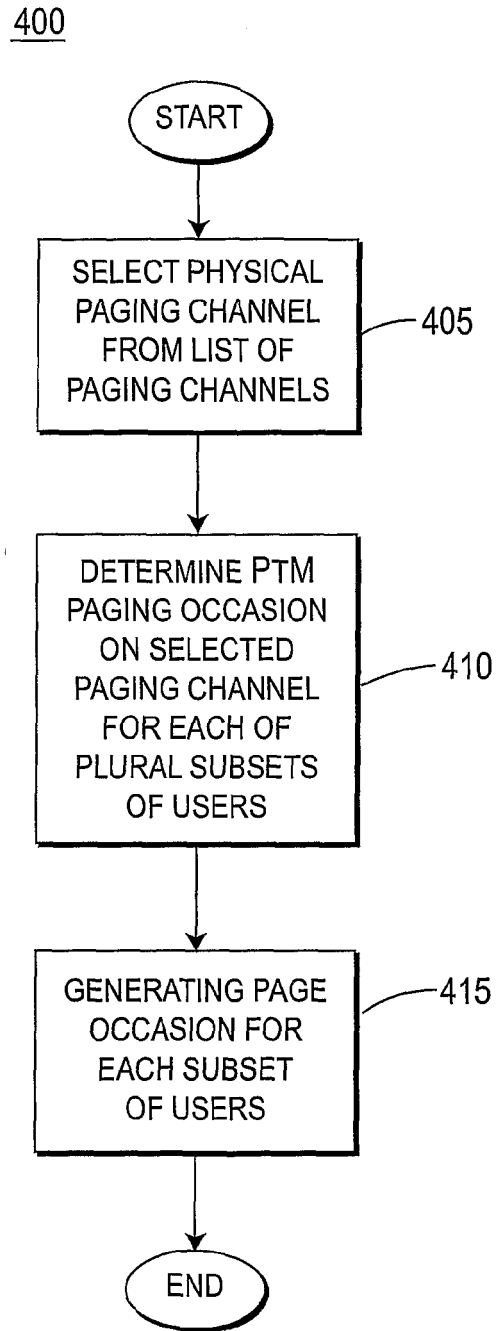 400
START
SELECT PHYSICAL
PAGING CHANNEL
FROM LIST OF
PAGING CHANNELS
405
DETERMINE PTM
PAGING OCCASION
ON SELECTED
PAGING CHANNEL
FOR EACH OF
PLURAL SUBSETS
OF USERS
410
GENERATING PAGE
OCCASION FOR
EACH SUBSET
OF USERS
415
END